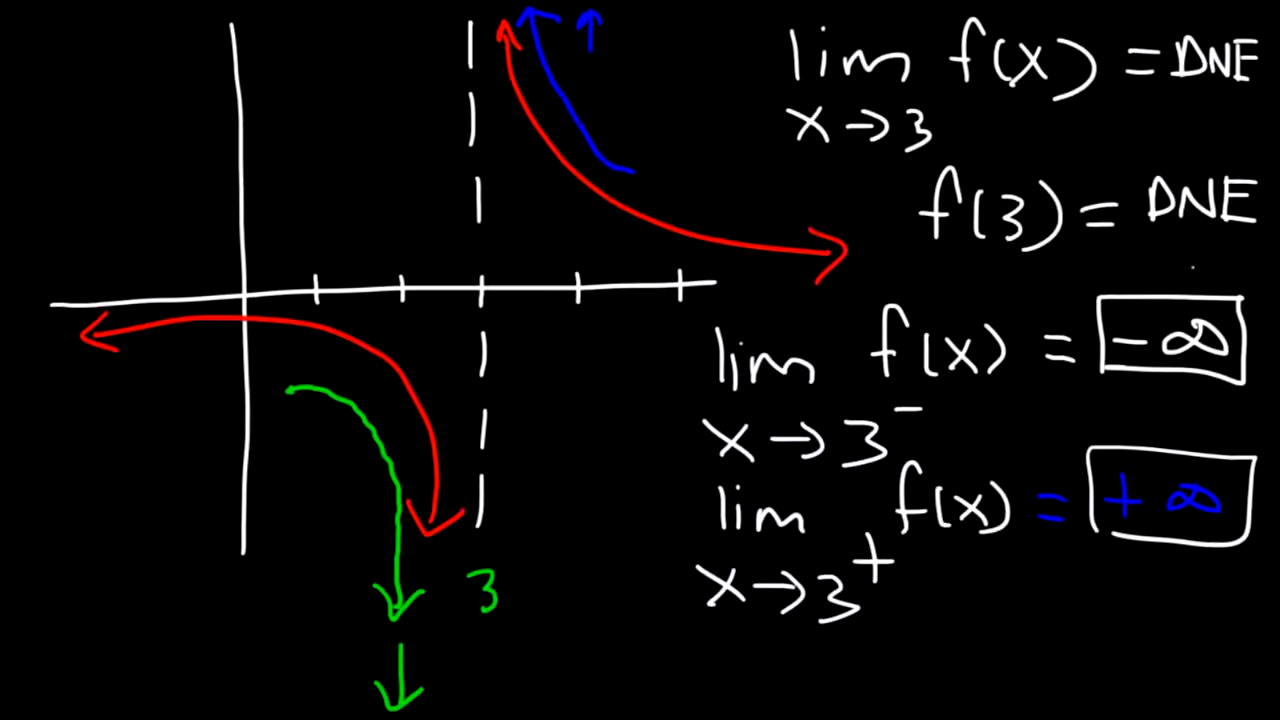 lim f(x) = DNE
x→3
f(3) = DNE
lim f(x) = -∞
x→3⁻
lim f(x) = +∞
x→3⁺
3